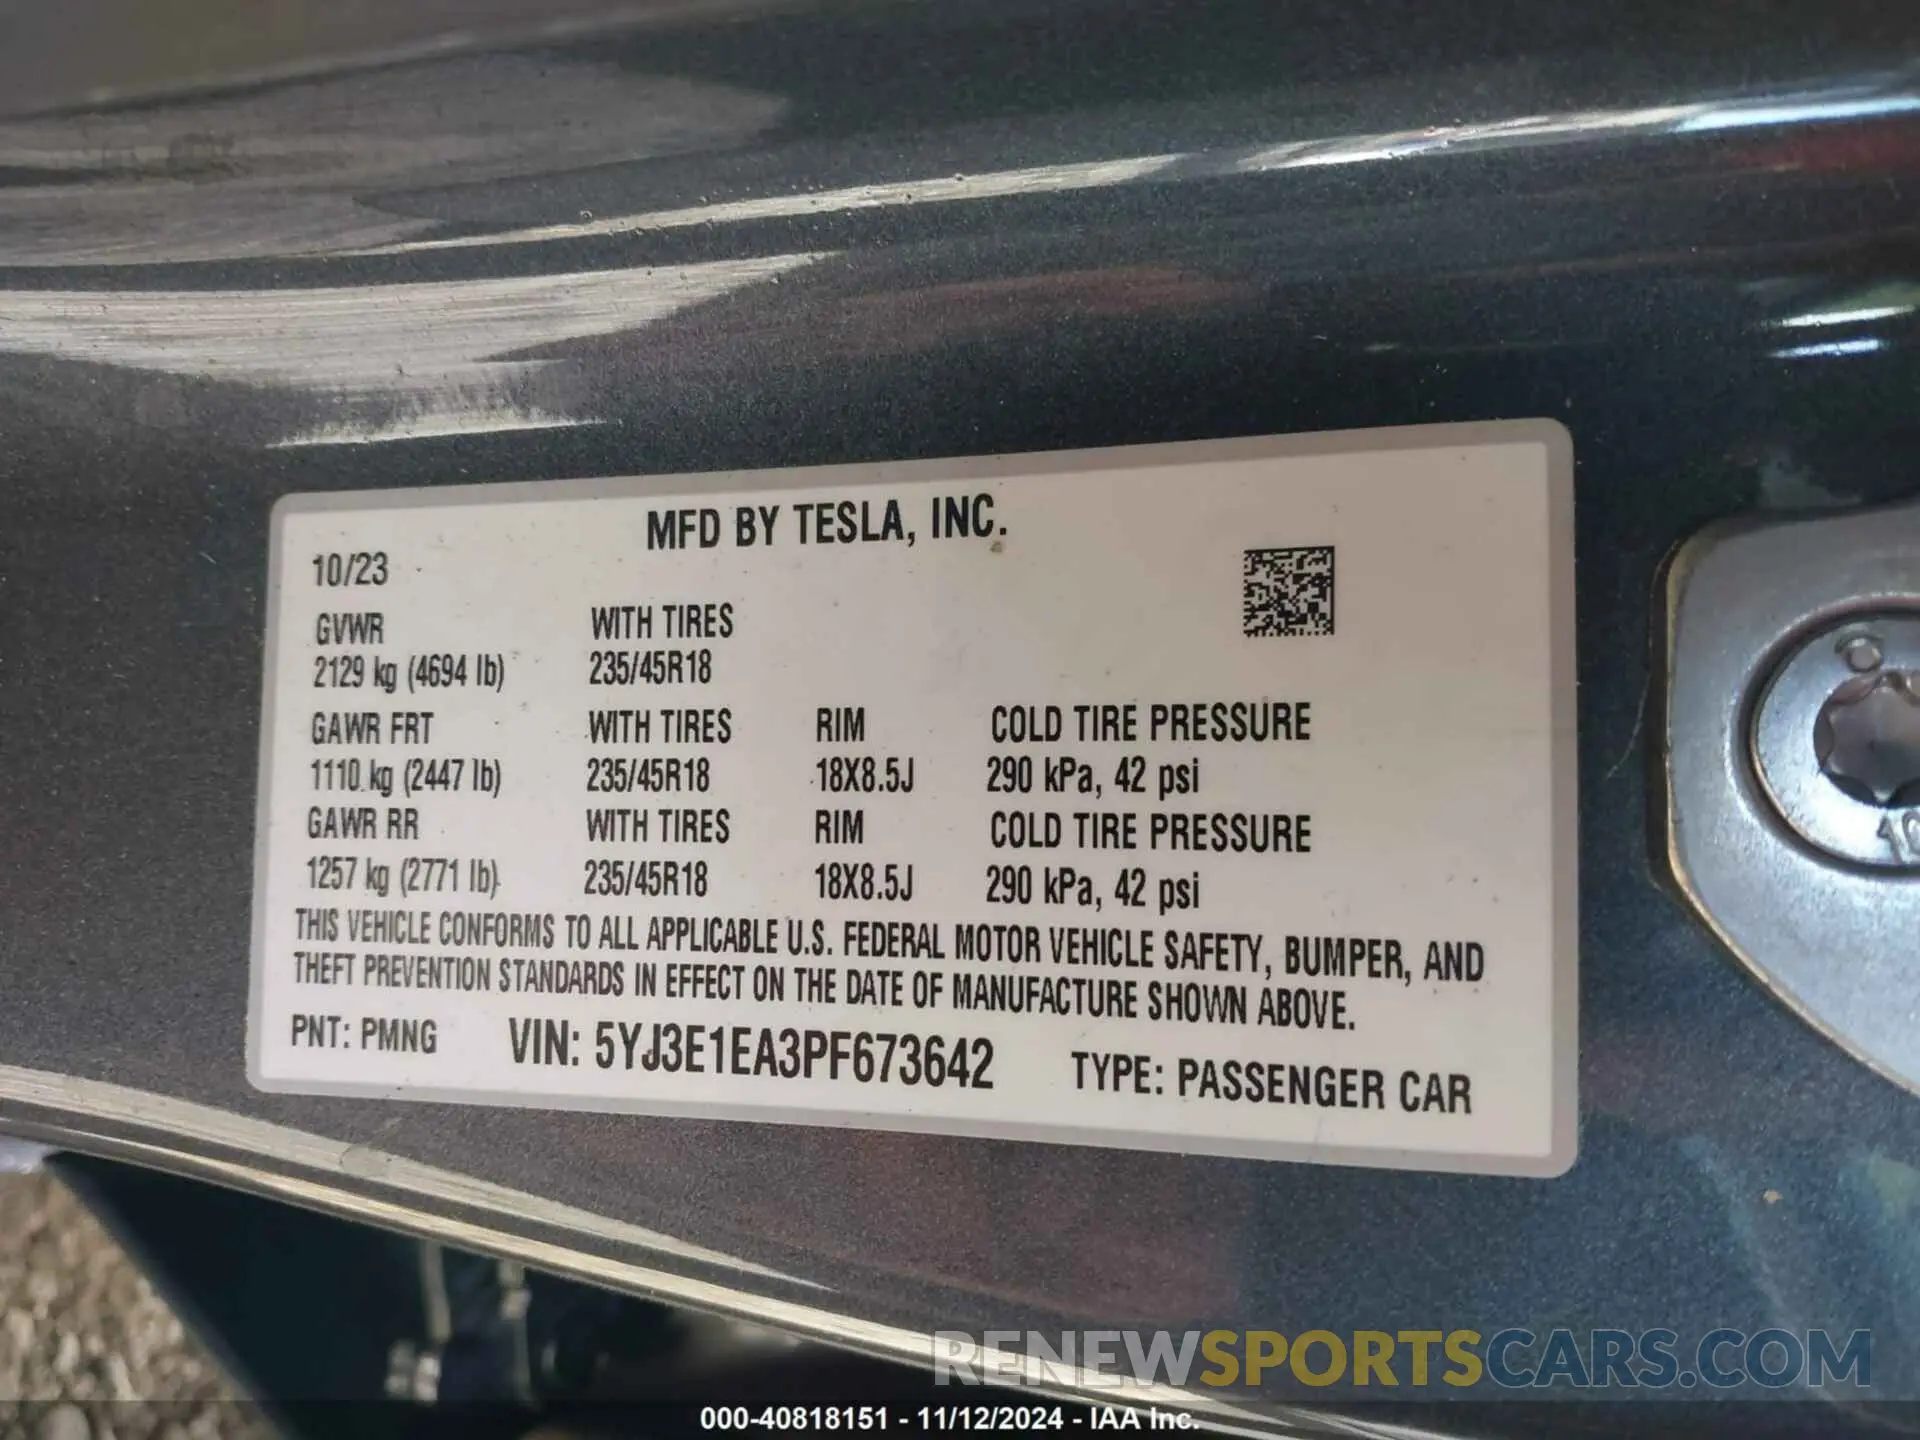 MFD BY TESLA, INC.
10/23
GVWR WITH TIRES
2129 kg (4694 lb) 235/45R18
GAWR FRT WITH TIRES RIM COLD TIRE PRESSURE
1110 kg (2447 lb) 235/45R18 18X8.5J 290 kPa, 42 psi
GAWR RR WITH TIRES RIM COLD TIRE PRESSURE
1257 kg (2771 lb) 235/45R18 18X8.5J 290 kPa, 42 psi
THIS VEHICLE CONFORMS TO ALL APPLICABLE U.S. FEDERAL MOTOR VEHICLE SAFETY, BUMPER, AND
THEFT PREVENTION STANDARDS IN EFFECT ON THE DATE OF MANUFACTURE SHOWN ABOVE.
PNT: PMNG VIN: 5YJ3E1EA3PF673642 TYPE: PASSENGER CAR
RENEWSPORTSCARS.COM
000-40818151 - 11/12/2024 - IAA Inc.